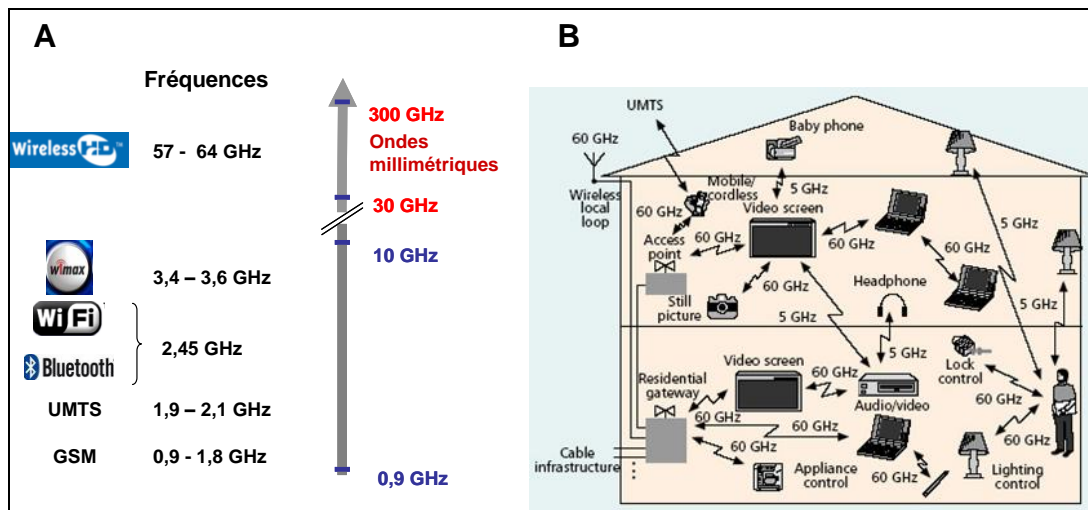 A
Fréquences
Wireless HD™
57 - 64 GHz
wimax
3,4 – 3,6 GHz
Wi Fi
Bluetooth
2,45 GHz
UMTS
1,9 – 2,1 GHz
GSM
0,9 - 1,8 GHz
300 GHz
Ondes
millimétriques
30 GHz
10 GHz
0,9 GHz
B
UMTS
60 GHz
Baby phone
Wireless
local
loop
Mobile/
cordless
5 GHz
60 GHz
Video screen
Access
point
60 GHz
60 GHz
60 GHz
5 GHz
5 GHz
Still
picture
60 GHz
Headphone
5 GHz
5 GHz
Video screen
Residential
gateway
60 GHz
Lock
control
60 GHz
Audio/video
60 GHz
60 GHz
60 GHz
60 GHz
60 GHz
Cable
infrastructure
Appliance
control
60 GHz
Lighting
control